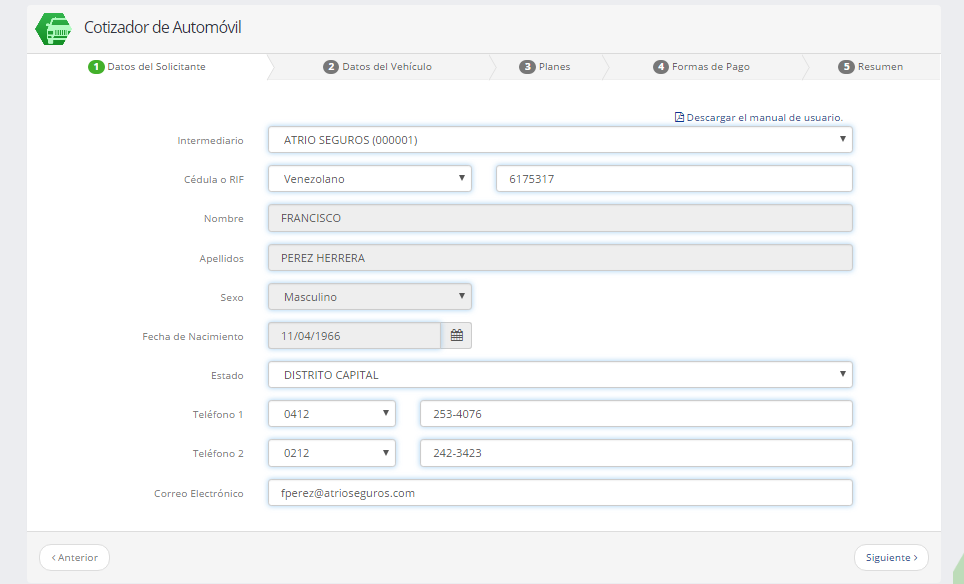 Cotizador de Automóvil
1 Datos del Solicitante 2 Datos del Vehículo 3 Planes 4 Formas de Pago 5 Resumen
Descargar el manual de usuario.
Intermediario ATRIO SEGUROS (000001)
Cédula o RIF Venezolano 6175317
Nombre FRANCISCO
Apellidos PEREZ HERRERA
Sexo Masculino
Fecha de Nacimiento 11/04/1966
Estado DISTRITO CAPITAL
Teléfono 1 0412 253-4076
Teléfono 2 0212 242-3423
Correo Electrónico fperez@atrioseguros.com
‹ Anterior Siguiente ›